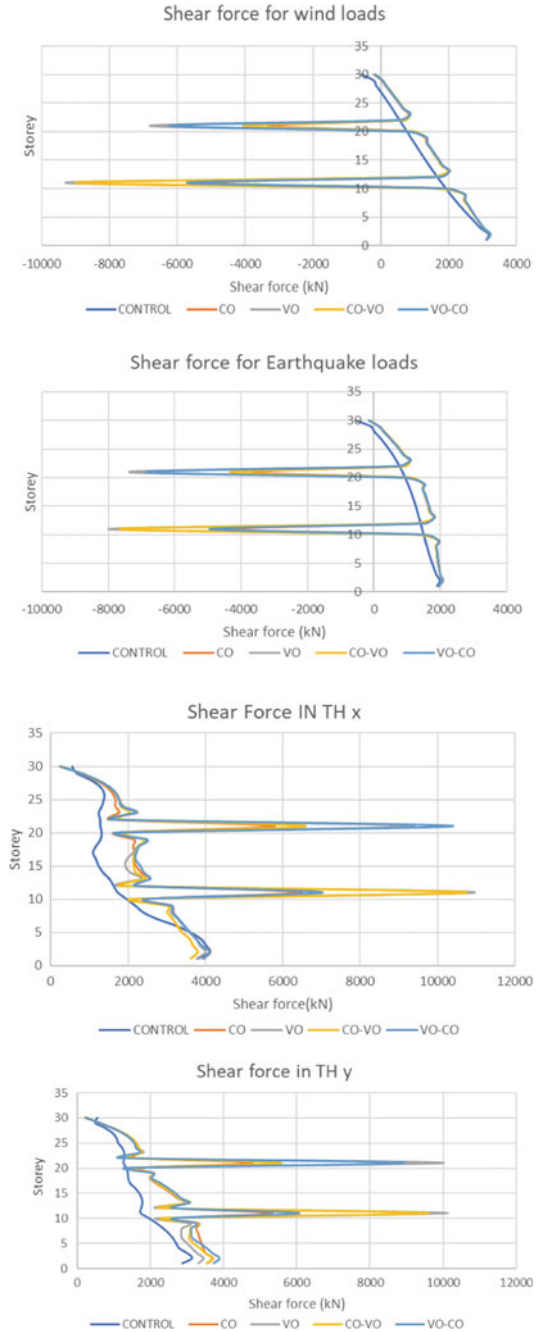 Shear force for wind loads
35
30
25
20
15
10
5
0
Storey
-10000 -8000 -6000 -4000 -2000 0 2000 4000
Shear force (kN)
CONTROL CO VO CO-VO VO-CO
Shear force for Earthquake loads
35
30
25
20
15
10
5
0
Storey
-10000 -8000 -6000 -4000 -2000 0 2000 4000
Shear force (kN)
CONTROL CO VO CO-VO VO-CO
Shear Force IN TH x
35
30
25
20
15
10
5
0
Storey
0 2000 4000 6000 8000 10000 12000
Shear force(kN)
CONTROL CO VO CO-VO VO-CO
Shear force in TH y
35
30
25
20
15
10
5
0
Storey
0 2000 4000 6000 8000 10000 12000
Shear force (kN)
CONTROL CO VO CO-VO VO-CO